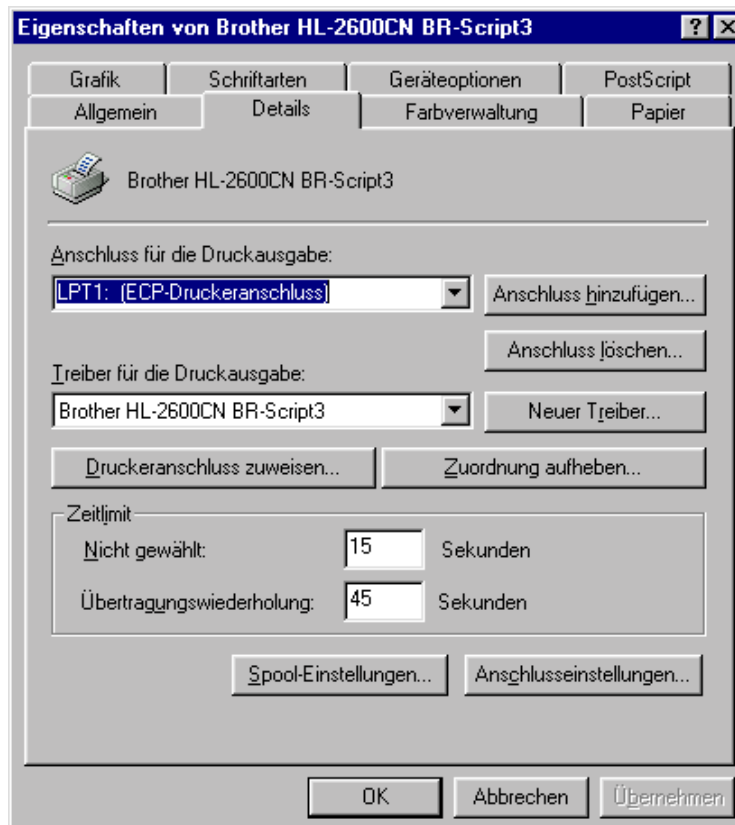 Eigenschaften von Brother HL-2600CN BR-Script3
Grafik Schriftarten Geräteoptionen PostScript
Allgemein Details Farbverwaltung Papier
Brother HL-2600CN BR-Script3
Anschluss für die Druckausgabe:
LPT1: (ECP-Druckeranschluss) Anschluss hinzufügen...
Anschluss löschen...
Treiber für die Druckausgabe:
Brother HL-2600CN BR-Script3 Neuer Treiber...
Druckeranschluss zuweisen... Zuordnung aufheben...
Zeitlimit
Nicht gewählt: 15 Sekunden
Übertragungswiederholung: 45 Sekunden
Spool-Einstellungen... Anschlusseinstellungen...
OK Abbrechen Übernehmen